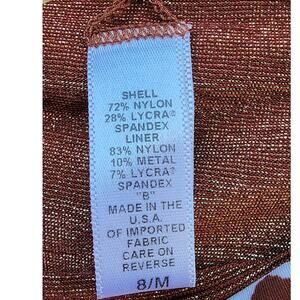 SHELL
72% NYLON
28% LYCRA®
SPANDEX
LINER
83% NYLON
10% METAL
7% LYCRA®
SPANDEX
"B"
MADE IN THE
U.S.A.
OF IMPORTED
FABRIC
CARE ON
REVERSE
8/M